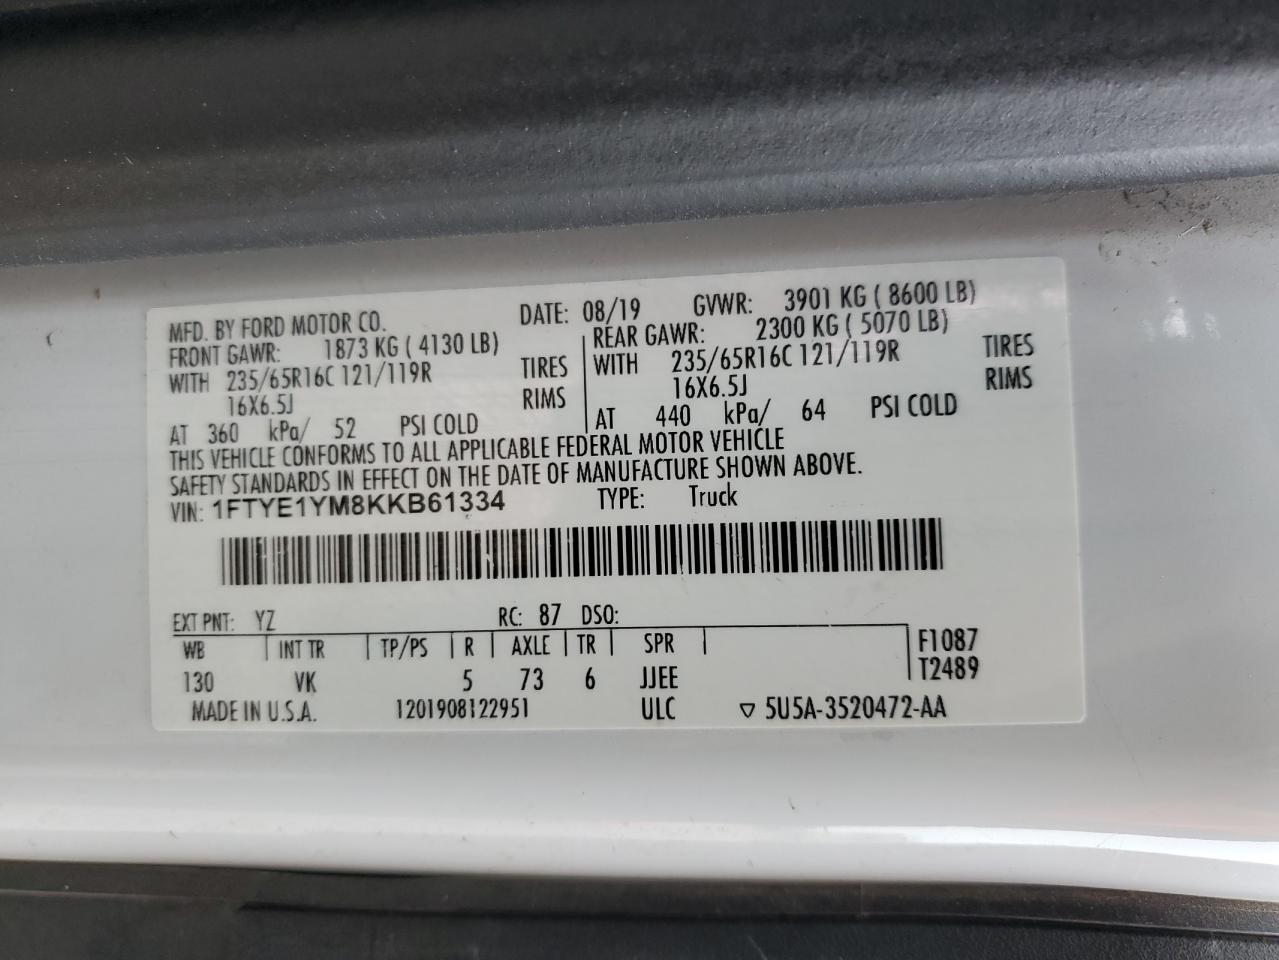 MFD. BY FORD MOTOR CO. DATE: 08/19 GVWR: 3901 KG ( 8600 LB)
FRONT GAWR: 1873 KG ( 4130 LB) REAR GAWR: 2300 KG ( 5070 LB)
WITH 235/65R16C 121/119R TIRES WITH 235/65R16C 121/119R TIRES
16X6.5J RIMS 16X6.5J RIMS
AT 360 kPa/ 52 PSI COLD AT 440 kPa/ 64 PSI COLD
THIS VEHICLE CONFORMS TO ALL APPLICABLE FEDERAL MOTOR VEHICLE
SAFETY STANDARDS IN EFFECT ON THE DATE OF MANUFACTURE SHOWN ABOVE.
VIN: 1FTYE1YM8KKB61334 TYPE: Truck
EXT PNT: YZ RC: 87 DSO:
WB INT TR TP/PS R AXLE TR SPR F1087
130 VK 5 73 6 JJEE T2489
MADE IN U.S.A. 1201908122951 ULC ▽ 5U5A-3520472-AA